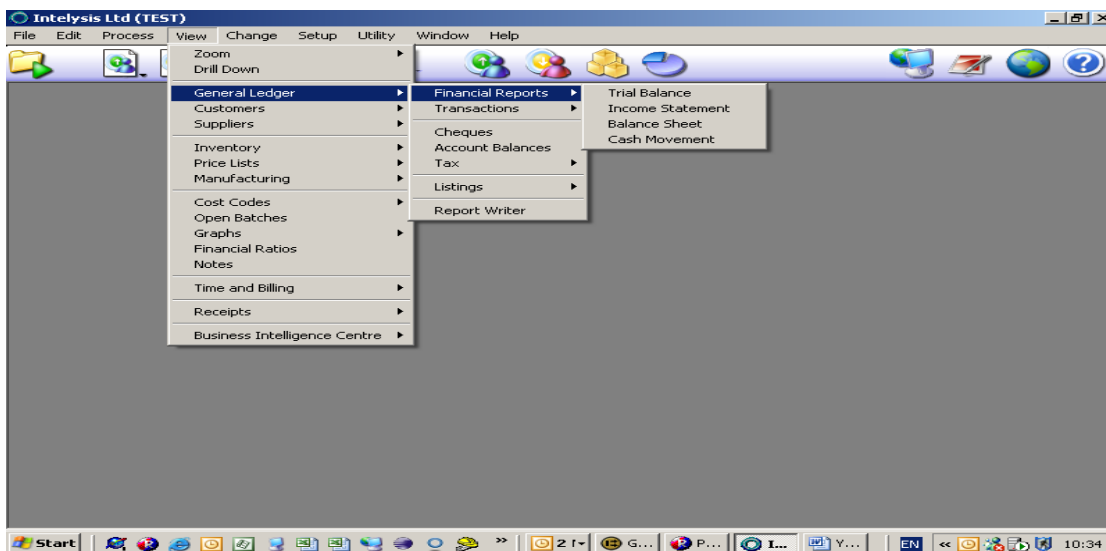 Intelysis Ltd (TEST)
File Edit Process View Change Setup Utility Window Help
Zoom
Drill Down
General Ledger
Customers
Suppliers
Inventory
Price Lists
Manufacturing
Cost Codes
Open Batches
Graphs
Financial Ratios
Notes
Time and Billing
Receipts
Business Intelligence Centre
Financial Reports
Transactions
Cheques
Account Balances
Tax
Listings
Report Writer
Trial Balance
Income Statement
Balance Sheet
Cash Movement
Start 2 G... P... I... Y... EN 10:34